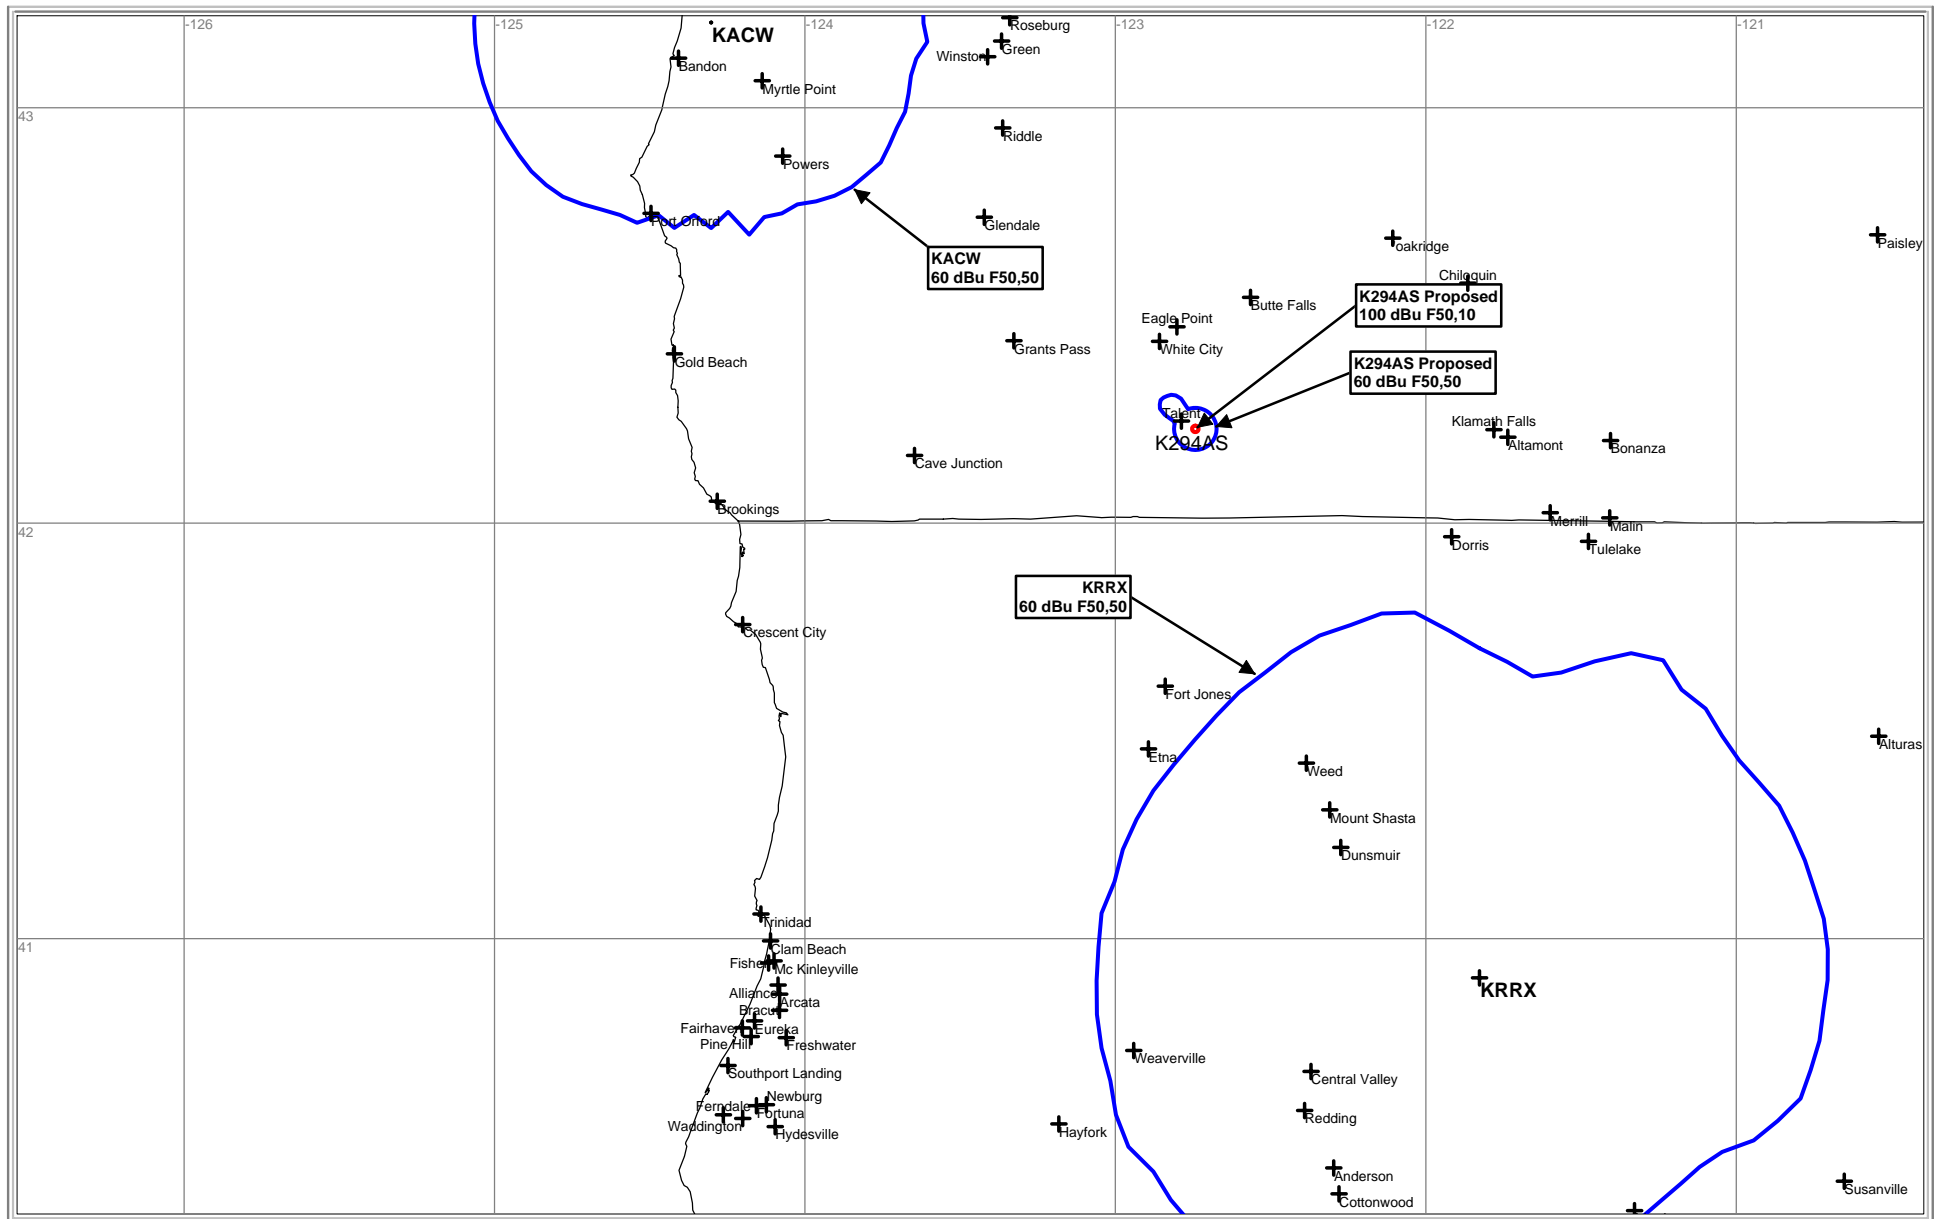 -126
-125
-124
-123
-122
-121
Roseburg
KACW
Green
Winston
Bandon
Myrtle Point
43
Riddle
Powers
Port Orford
Glendale
oakridge
Paisley
KACW
60 dBu F50,50
Chiloquin
K294AS Proposed
100 dBu F50,10
Butte Falls
Eagle Point
White City
Grants Pass
Gold Beach
K294AS Proposed
60 dBu F50,50
Talent
K294AS
Klamath Falls
Altamont
Bonanza
Cave Junction
Brookings
42
Merrill
Malin
Dorris
Tulelake
KRRX
60 dBu F50,50
Crescent City
Fort Jones
Etna
Weed
Alturas
Mount Shasta
Dunsmuir
Trinidad
41
Clam Beach
Fisher
Mc Kinleyville
KRRX
Alliance
Arcata
Bracut
Fairhaven
Eureka
Pine Hill
Freshwater
Weaverville
Southport Landing
Central Valley
Newburg
Ferndale
Fortuna
Waddington
Hydesville
Redding
Hayfork
Anderson
Cottonwood
Susanville